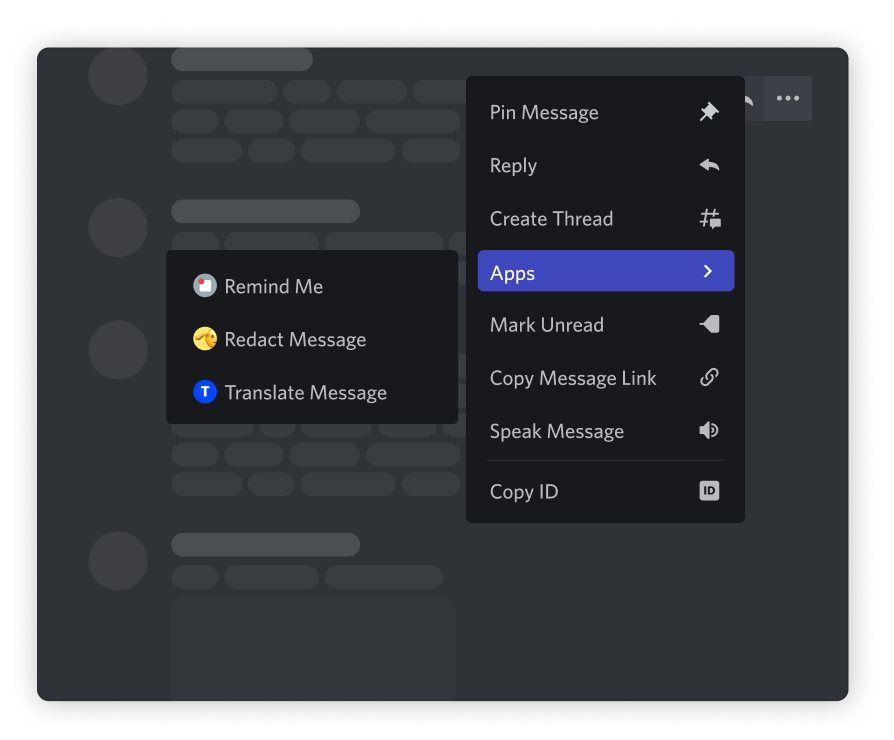 Pin Message
Reply
Create Thread
Apps
Mark Unread
Copy Message Link
Speak Message
Copy ID
ID
Remind Me
Redact Message
T Translate Message